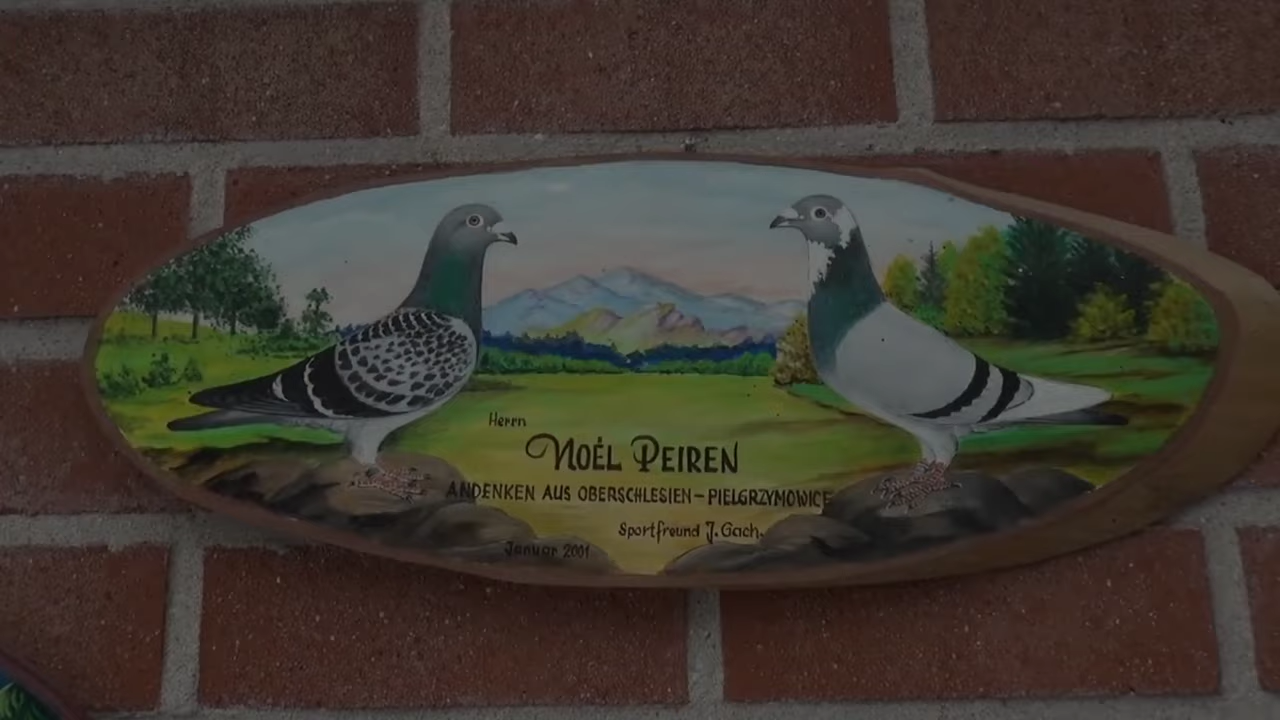 Herrn
NOÉL PEIREN
ANDENKEN AUS OBERSCHLESIEN-PIELGRZYMOWICE
Sportfreund J. Gach.
Januar 2001